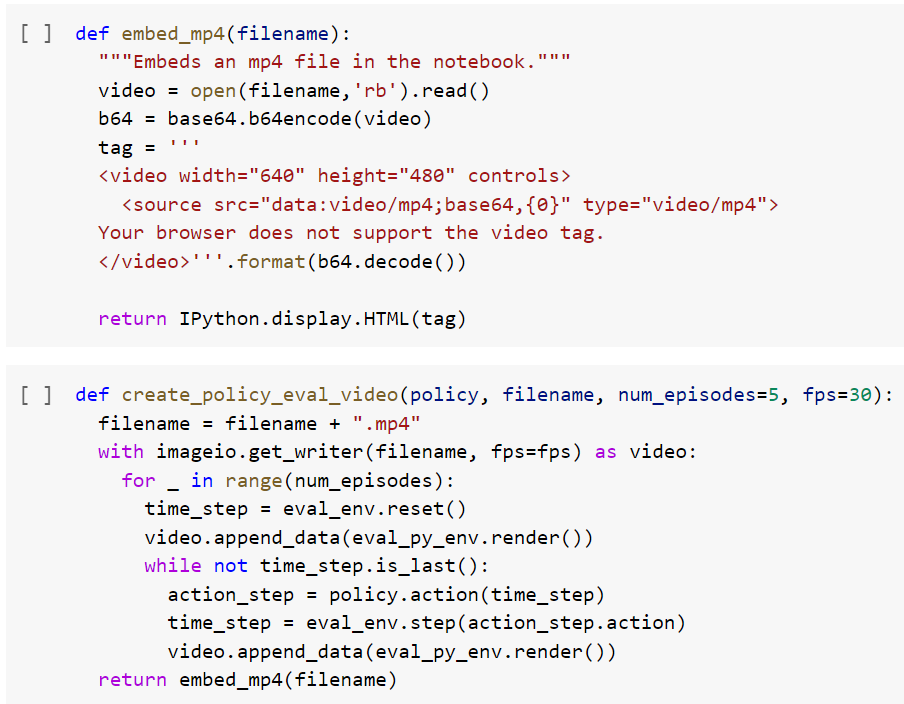 [ ] def embed_mp4(filename):
  """Embeds an mp4 file in the notebook."""
  video = open(filename,'rb').read()
  b64 = base64.b64encode(video)
  tag = '''
  <video width="640" height="480" controls>
    <source src="data:video/mp4;base64,{0}" type="video/mp4">
  Your browser does not support the video tag.
  </video>'''.format(b64.decode())

  return IPython.display.HTML(tag)

[ ] def create_policy_eval_video(policy, filename, num_episodes=5, fps=30):
  filename = filename + ".mp4"
  with imageio.get_writer(filename, fps=fps) as video:
    for _ in range(num_episodes):
      time_step = eval_env.reset()
      video.append_data(eval_py_env.render())
      while not time_step.is_last():
        action_step = policy.action(time_step)
        time_step = eval_env.step(action_step.action)
        video.append_data(eval_py_env.render())
  return embed_mp4(filename)